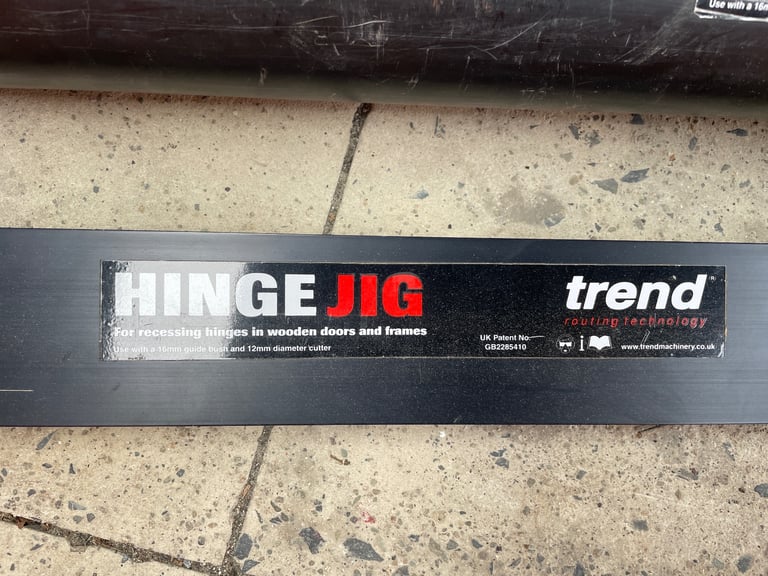 Use with a 16m
HINGE JIG
For recessing hinges in wooden doors and frames
Use with a 16mm guide bush and 12mm diameter cutter
trend®
routing technology
UK Patent No:
GB2285410
www.trendmachinery.co.uk